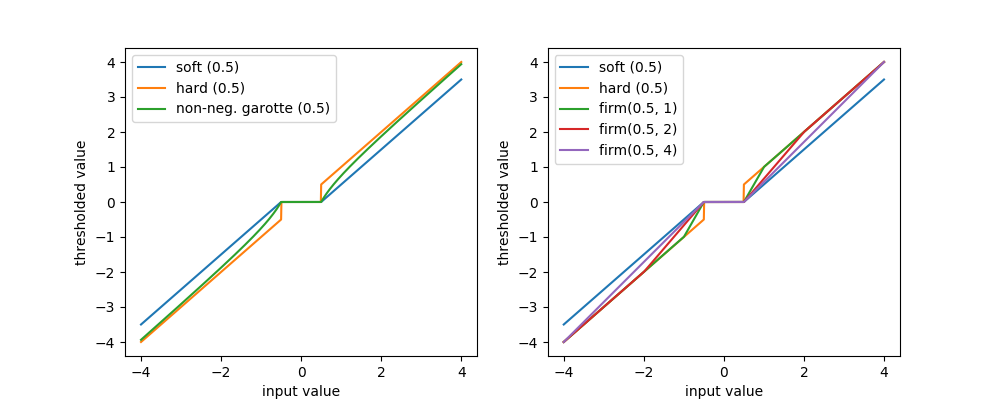 soft (0.5)
hard (0.5)
non-neg. garotte (0.5)
4
3
2
1
0
−1
−2
−3
−4
thresholded value
−4
−2
0
2
4
input value
soft (0.5)
hard (0.5)
firm(0.5, 1)
firm(0.5, 2)
firm(0.5, 4)
4
3
2
1
0
−1
−2
−3
−4
thresholded value
−4
−2
0
2
4
input value